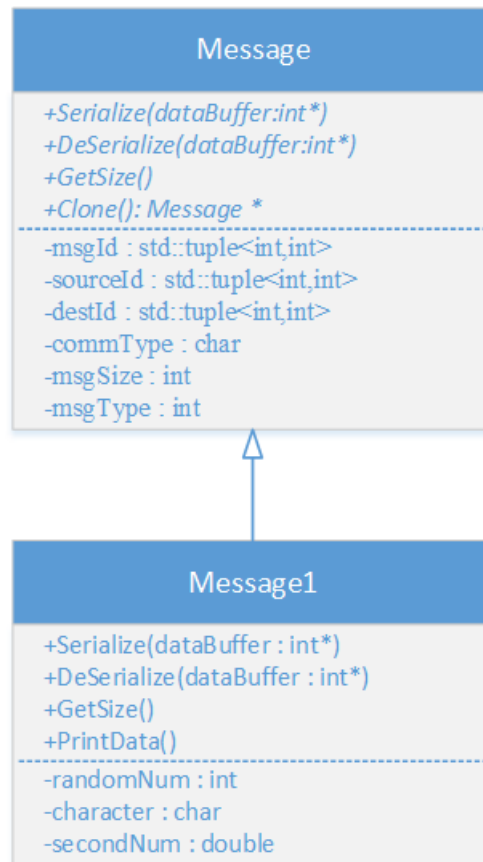 Message
+Serialize(dataBuffer:int*)
+DeSerialize(dataBuffer:int*)
+GetSize()
+Clone(): Message *
-msgId : std::tuple<int,int>
-sourceId : std::tuple<int,int>
-destId : std::tuple<int,int>
-commType : char
-msgSize : int
-msgType : int
Message1
+Serialize(dataBuffer : int*)
+DeSerialize(dataBuffer : int*)
+GetSize()
+PrintData()
-randomNum : int
-character : char
-secondNum : double